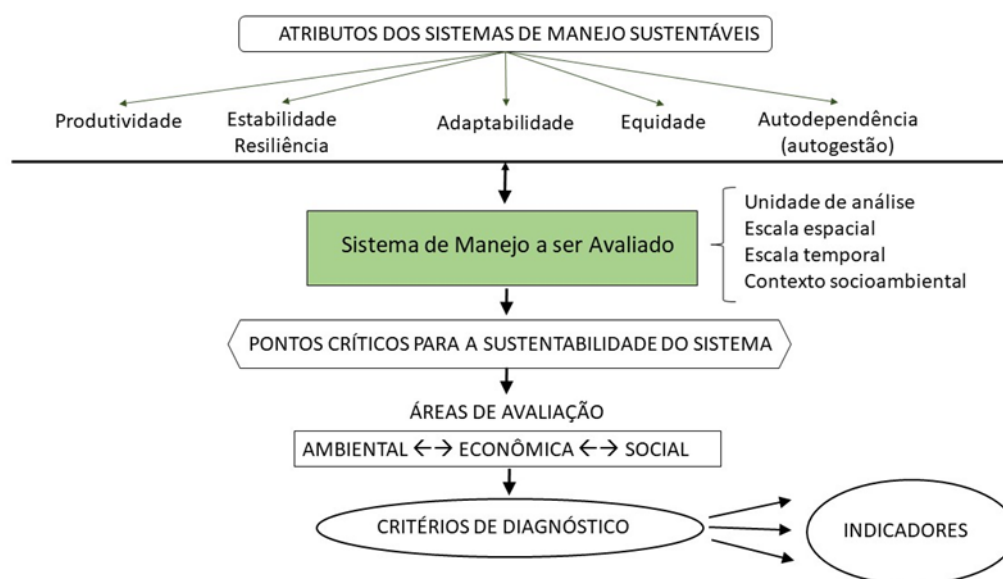 ATRIBUTOS DOS SISTEMAS DE MANEJO SUSTENTÁVEIS
Produtividade
Estabilidade
Resiliência
Adaptabilidade
Equidade
Autodependência
(autogestão)
Sistema de Manejo a ser Avaliado
Unidade de análise
Escala espacial
Escala temporal
Contexto socioambiental
PONTOS CRÍTICOS PARA A SUSTENTABILIDADE DO SISTEMA
ÁREAS DE AVALIAÇÃO
AMBIENTAL ←→ ECONÔMICA ←→ SOCIAL
CRITÉRIOS DE DIAGNÓSTICO
INDICADORES